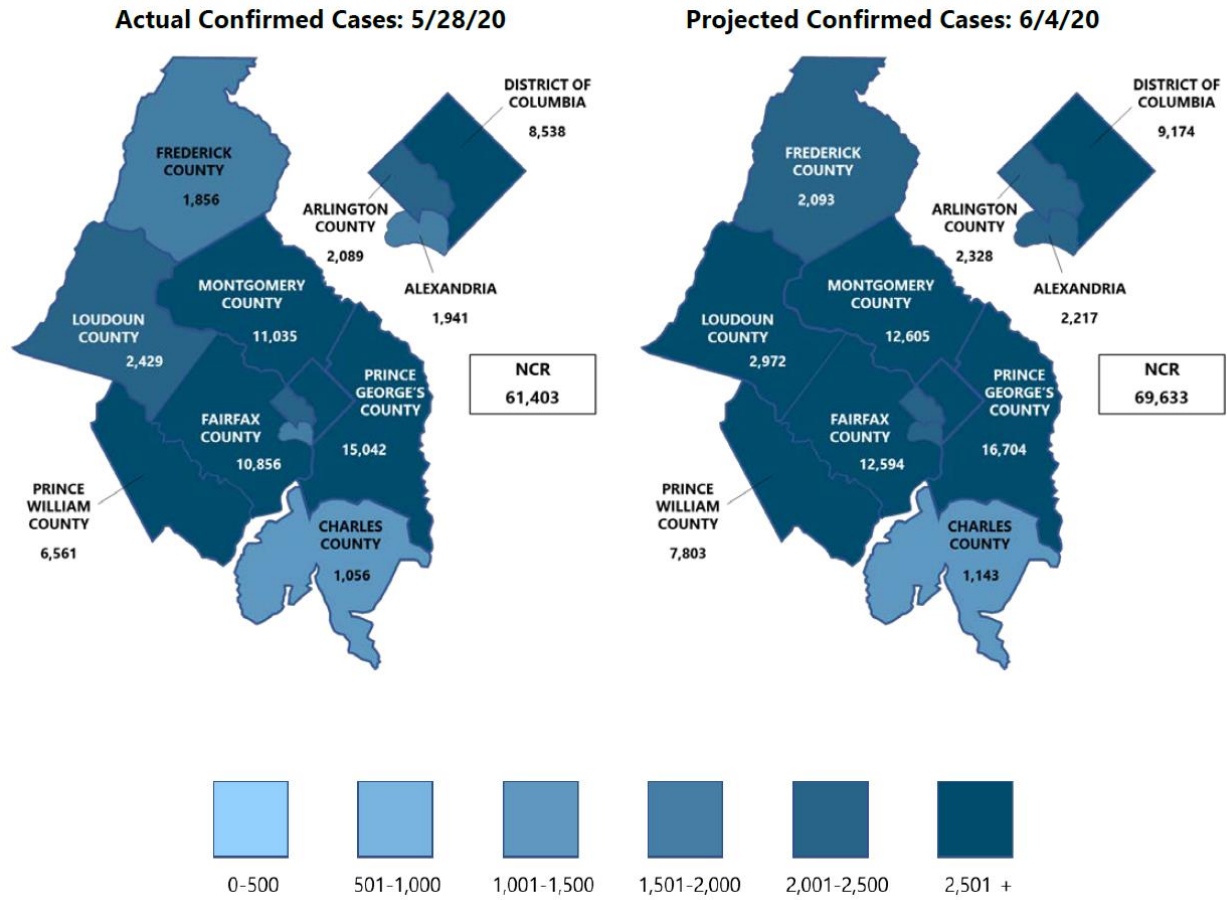 Actual Confirmed Cases: 5/28/20
DISTRICT OF
COLUMBIA
8,538
FREDERICK
COUNTY
1,856
ARLINGTON
COUNTY
2,089
ALEXANDRIA
1,941
MONTGOMERY
COUNTY
11,035
LOUDOUN
COUNTY
2,429
NCR
61,403
PRINCE
GEORGE'S
COUNTY
15,042
FAIRFAX
COUNTY
10,856
PRINCE
WILLIAM
COUNTY
6,561
CHARLES
COUNTY
1,056
Projected Confirmed Cases: 6/4/20
DISTRICT OF
COLUMBIA
9,174
FREDERICK
COUNTY
2,093
ARLINGTON
COUNTY
2,328
ALEXANDRIA
2,217
MONTGOMERY
COUNTY
12,605
LOUDOUN
COUNTY
2,972
NCR
69,633
PRINCE
GEORGE'S
COUNTY
16,704
FAIRFAX
COUNTY
12,594
PRINCE
WILLIAM
COUNTY
7,803
CHARLES
COUNTY
1,143
0-500
501-1,000
1,001-1,500
1,501-2,000
2,001-2,500
2,501 +